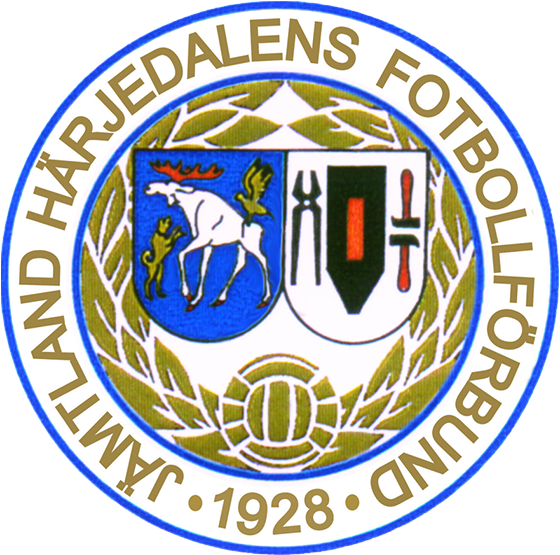 JÄMTLAND HÄRJEDALENS FOTBOLLFÖRBUND
• 1928 •